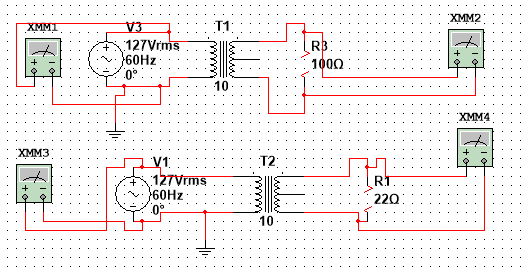 XMM1
V3
127Vrms
60Hz
0°
T1
10
R3
100Ω
XMM2
XMM3
V1
127Vrms
60Hz
0°
T2
10
R1
22Ω
XMM4